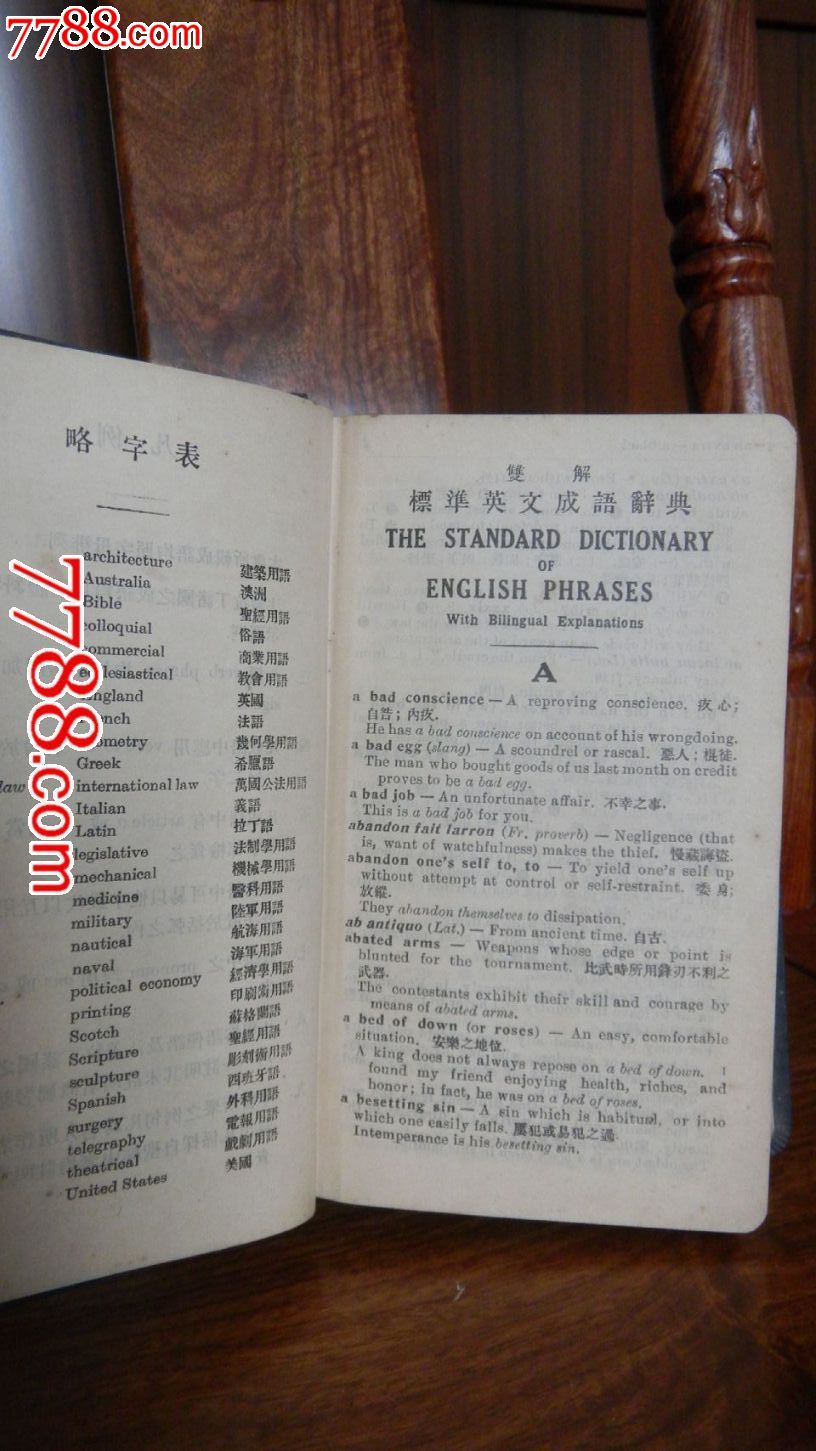 7788.com
7788.com
略字表
architecture 建築用語
Australia 澳洲
Bible 聖經用語
colloquial 俗語
commercial 商業用語
ecclesiastical 教會用語
England 英國
French 法語
geometry 幾何學用語
Greek 希臘語
law international law 萬國公法用語
Italian 義語
Latin 拉丁語
legislative 法制學用語
mechanical 機械學用語
medicine 醫科用語
military 陸軍用語
nautical 航海用語
naval 海軍用語
political economy 經濟學用語
printing 印刷術用語
Scotch 蘇格蘭語
Scripture 聖經用語
sculpture 彫刻術用語
Spanish 西班牙語
surgery 外科用語
telegraphy 電報用語
theatrical 戲劇用語
United States 美國
雙解
標準英文成語辭典
THE STANDARD DICTIONARY
OF
ENGLISH PHRASES
With Bilingual Explanations
A
a bad conscience — A reproving conscience. 疚心;
自咎; 內疚.
He has a bad conscience on account of his wrongdoing.
a bad egg (slang) — A scoundrel or rascal. 惡人; 棍徒.
The man who bought goods of us last month on credit
proves to be a bad egg.
a bad job — An unfortunate affair. 不幸之事.
This is a bad job for you.
abandon fait larron (Fr. proverb) — Negligence (that
is, want of watchfulness) makes the thief. 慢藏誨盜.
abandon one's self to, to — To yield one's self up
without attempt at control or self-restraint. 委身;
放縱.
They abandon themselves to dissipation.
ab antiquo (Lat.) — From ancient time. 自古.
abated arms — Weapons whose edge or point is
blunted for the tournament. 比武時所用鋒刃不利之
武器.
The contestants exhibit their skill and courage by
means of abated arms.
a bed of down (or roses) — An easy, comfortable
situation. 安樂之地位.
A king does not always repose on a bed of down. I
found my friend enjoying health, riches, and
honor; in fact, he was on a bed of roses.
a besetting sin — A sin which is habitual, or into
which one easily falls. 屢犯或易犯之過.
Intemperance is his besetting sin.